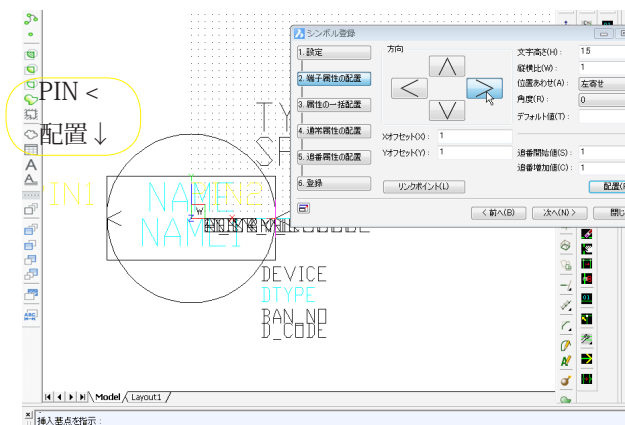 シンボル登録
1. 設定
2. 端子属性の配置
3. 属性の一括配置
4. 通常属性の配置
5. 追番属性の配置
6. 登録
方向
文字高さ(H) : 1.5
縦横比(W) : 1
位置あわせ(A) : 左寄せ
角度(R) : 0
デフォルト値(T) :
Xオフセット(X) : 1
Yオフセット(Y) : 1
追番開始値(S) : 1
追番増加値(C) : 1
リンクポイント(L)
配置(P
< 前へ(B)
次へ(N) >
閉じ
PIN <
配置↓
IN1
NAME
IN2
NAME1
DEVICE
DTYPE
BAN_NO
D_CODE
Model
Layout1
挿入基点を指示 :